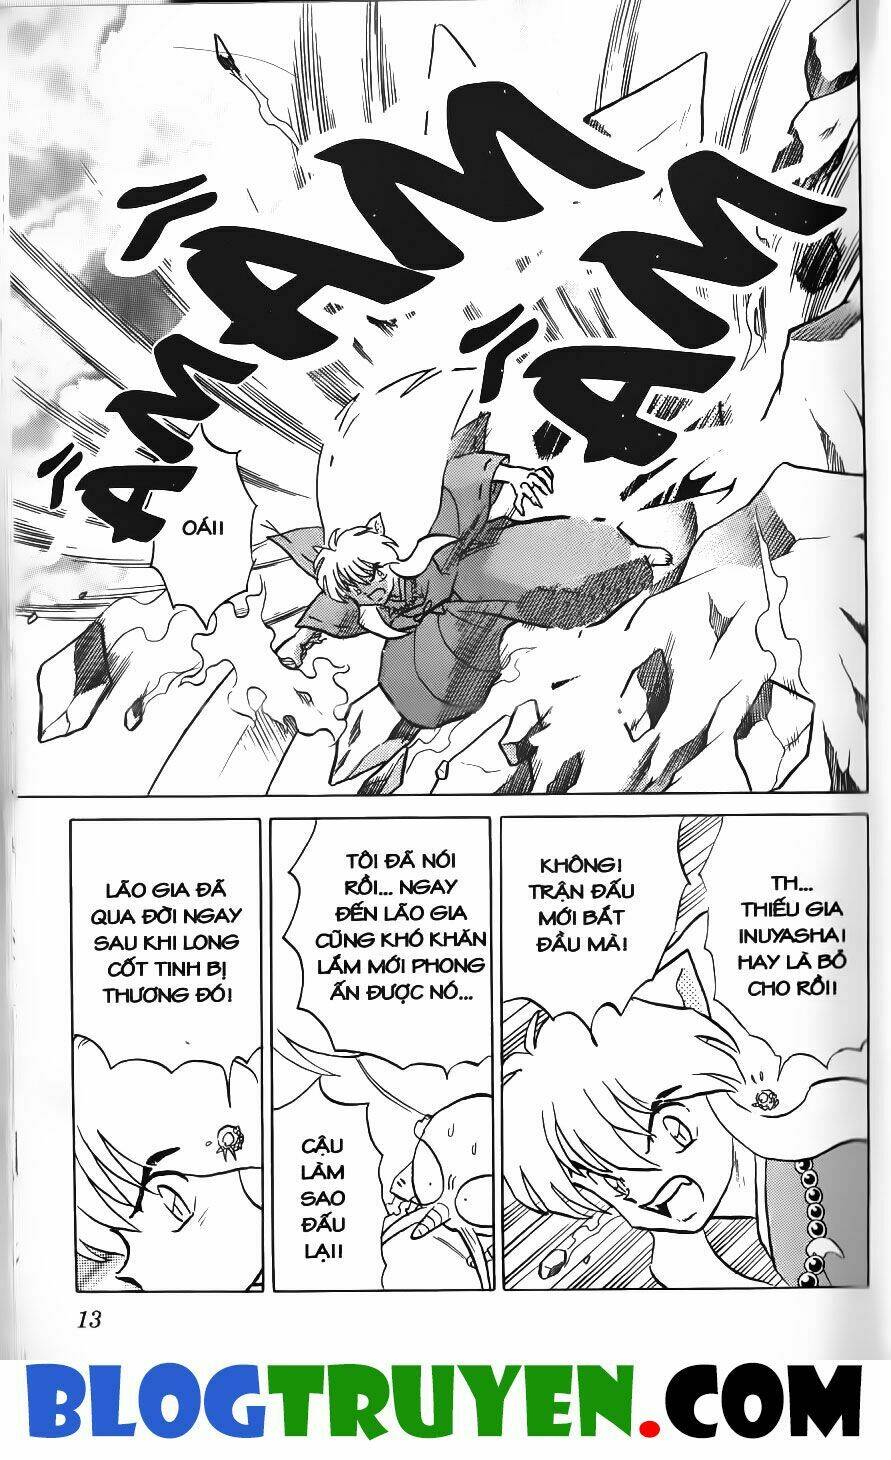 ẦMẦM
ẦM
OÁI!
TH...
THIẾU GIA
INUYASHA!
HAY LÀ BỎ
CHO RỒI!
KHÔNG!
TRẬN ĐẤU
MỚI BẮT
ĐẦU MÀ!
TÔI ĐÃ NÓI
RỒI... NGAY
ĐẾN LÃO GIA
CŨNG KHÓ KHĂN
LẮM MỚI PHONG
ẤN ĐƯỢC NÓ...
CẬU
LÀM
SAO
ĐẤU
LẠI!
LÃO GIA ĐÃ
QUA ĐỜI NGAY
SAU KHI LONG
CỐT TINH BỊ
THƯƠNG ĐÓ!
13
BLOGTRUYEN.COM